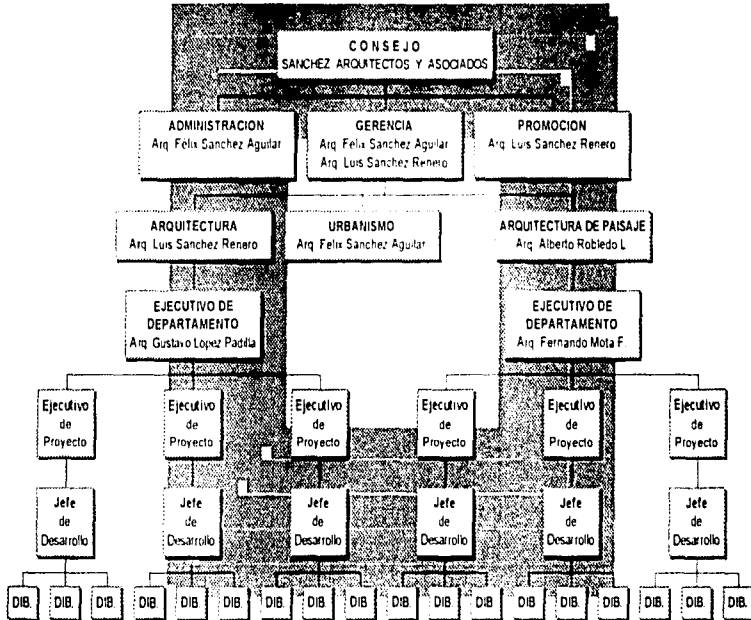 CONSEJO
SANCHEZ ARQUITECTOS Y ASOCIADOS
ADMINISTRACION
Arq. Félix Sanchez Aguilar
GERENCIA
Arq. Felix Sanchez Aguilar
Arq. Luis Sanchez Renero
PROMOCION
Arq. Luis Sanchez Renero
ARQUITECTURA
Arq. Luis Sanchez Renero
URBANISMO
Arq. Felix Sanchez Aguilar
ARQUITECTURA DE PAISAJE
Arq. Alberto Robledo L.
EJECUTIVO DE
DEPARTAMENTO
Arq. Gustavo Lopez Padilla
EJECUTIVO DE
DEPARTAMENTO
Arq. Fernando Mota F.
Ejecutivo
de
Proyecto
Ejecutivo
de
Proyecto
Ejecutivo
de
Proyecto
Ejecutivo
de
Proyecto
Ejecutivo
de
Proyecto
Ejecutivo
de
Proyecto
Jefe
de
Desarrollo
Jefe
de
Desarrollo
Jefe
de
Desarrollo
Jefe
de
Desarrollo
Jefe
de
Desarrollo
Jefe
de
Desarrollo
DIB. DIB. DIB. DIB. DIB. DIB. DIB. DIB. DIB. DIB. DIB. DIB. DIB. DIB. DIB. DIB. DIB. DIB.